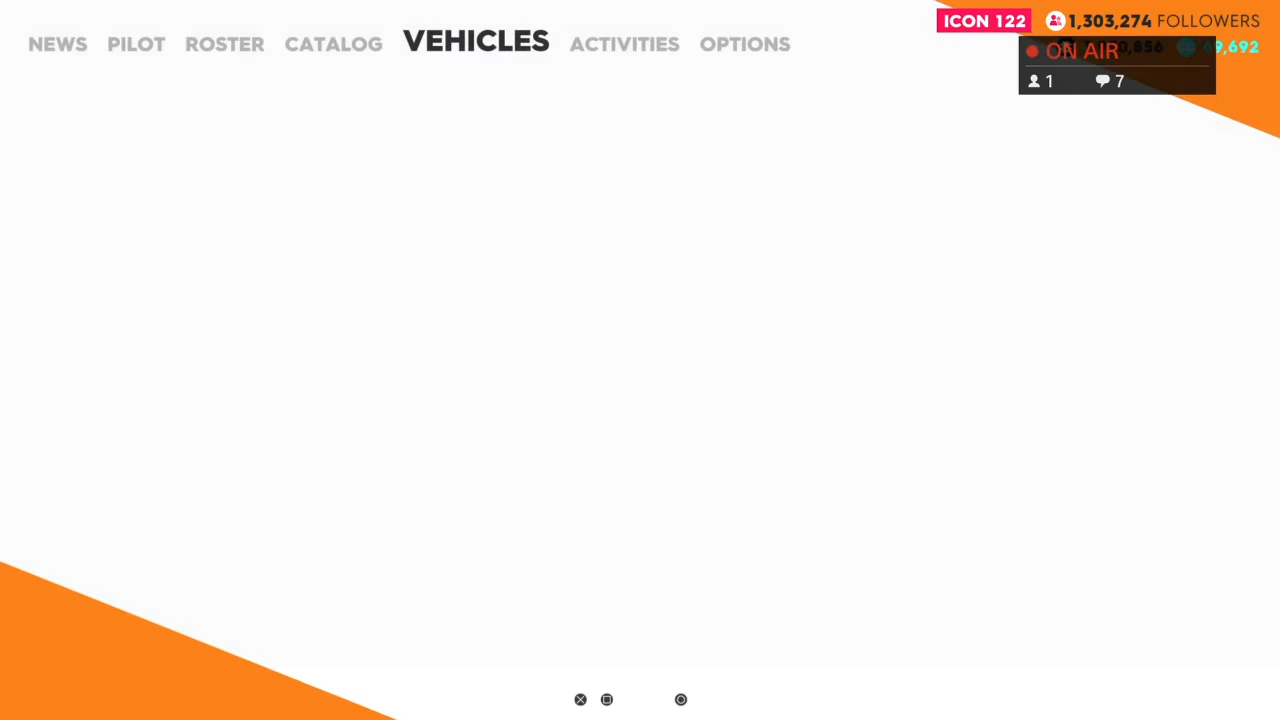 NEWS PILOT ROSTER CATALOG VEHICLES ACTIVITIES OPTIONS
ICON 122 1,303,274 FOLLOWERS
ON AIR
1 7